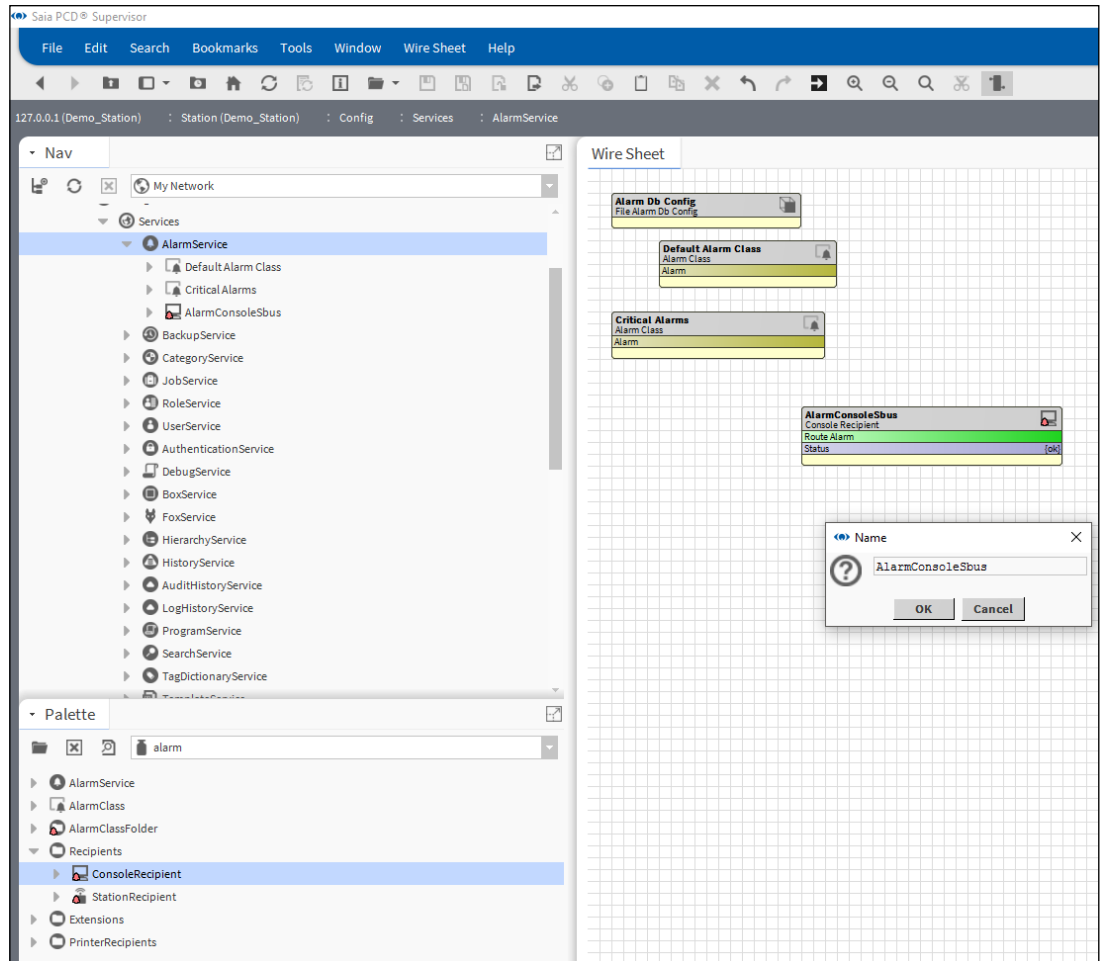 Saia PCD® Supervisor
File Edit Search Bookmarks Tools Window Wire Sheet Help
127.0.0.1 (Demo_Station) : Station (Demo_Station) : Config : Services : AlarmService
Nav
My Network
Services
AlarmService
Default Alarm Class
Critical Alarms
AlarmConsoleSbus
BackupService
CategoryService
JobService
RoleService
UserService
AuthenticationService
DebugService
BoxService
FoxService
HierarchyService
HistoryService
AuditHistoryService
LogHistoryService
ProgramService
SearchService
TagDictionaryService
TemplateService
Palette
alarm
AlarmService
AlarmClass
AlarmClassFolder
Recipients
ConsoleRecipient
StationRecipient
Extensions
PrinterRecipients
Wire Sheet
Alarm Db Config
File Alarm Db Config
Default Alarm Class
Alarm Class
Alarm
Critical Alarms
Alarm Class
Alarm
AlarmConsoleSbus
Console Recipient
Route Alarm
Status {ok}
Name
AlarmConsoleSbus
OK Cancel